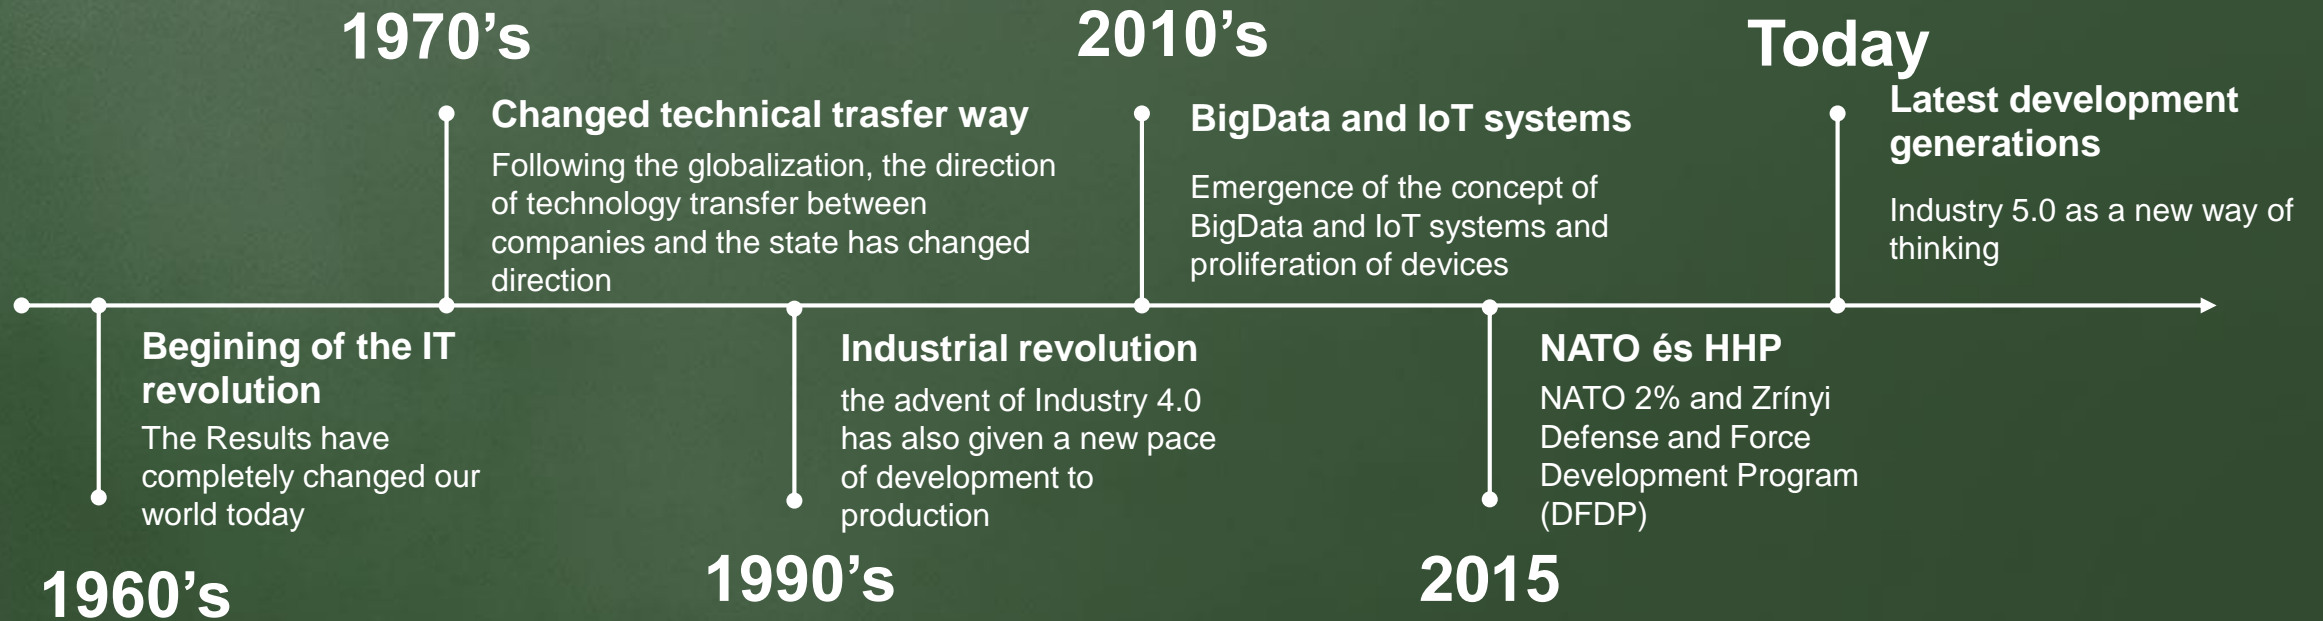 1970’s
Changed technical trasfer way
Following the globalization, the direction
of technology transfer between
companies and the state has changed
direction
2010’s
BigData and IoT systems
Emergence of the concept of
BigData and IoT systems and
proliferation of devices
Today
Latest development
generations
Industry 5.0 as a new way of
thinking
Begining of the IT
revolution
The Results have
completely changed our
world today
1960’s
Industrial revolution
the advent of Industry 4.0
has also given a new pace
of development to
production
1990’s
NATO és HHP
NATO 2% and Zrínyi
Defense and Force
Development Program
(DFDP)
2015